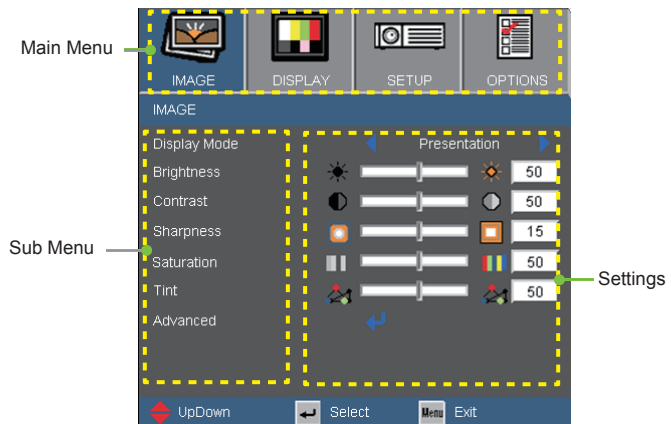 Main Menu
IMAGE DISPLAY SETUP OPTIONS
IMAGE
Display Mode Presentation
Brightness 50
Contrast 50
Sharpness 15
Sub Menu
Saturation 50
Settings
Tint 50
Advanced
UpDown Select Menu Exit